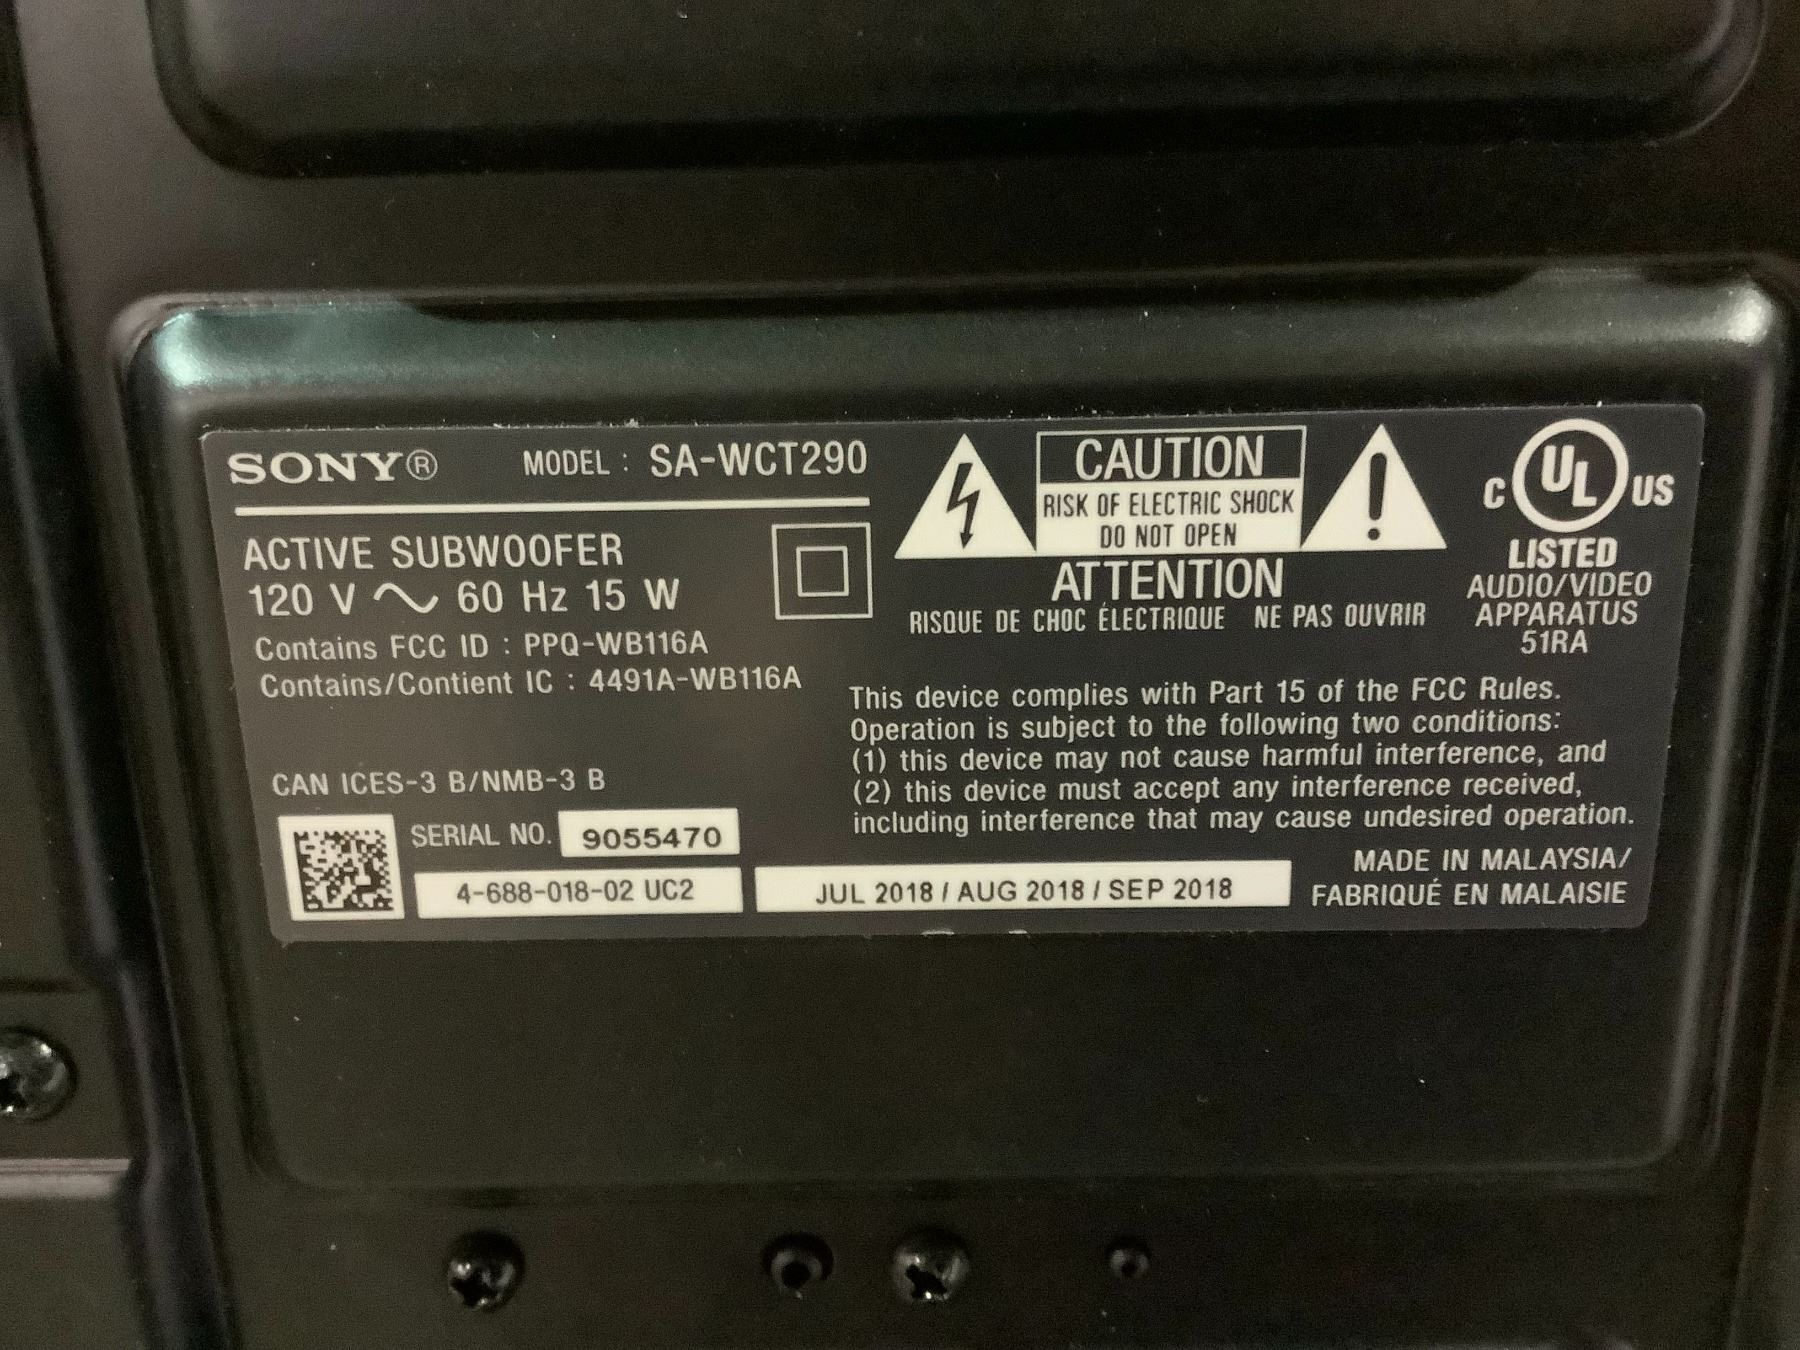 SONY® MODEL : SA-WCT290
ACTIVE SUBWOOFER
120 V ~ 60 Hz 15 W
Contains FCC ID : PPQ-WB116A
Contains/Contient IC : 4491A-WB116A
CAN ICES-3 B/NMB-3 B
SERIAL NO. 9055470
4-688-018-02 UC2
CAUTION
RISK OF ELECTRIC SHOCK
DO NOT OPEN
ATTENTION
RISQUE DE CHOC ÉLECTRIQUE NE PAS OUVRIR
C UL US
LISTED
AUDIO/VIDEO
APPARATUS
51RA
This device complies with Part 15 of the FCC Rules.
Operation is subject to the following two conditions:
(1) this device may not cause harmful interference, and
(2) this device must accept any interference received,
including interference that may cause undesired operation.
JUL 2018 / AUG 2018 / SEP 2018
MADE IN MALAYSIA/
FABRIQUÉ EN MALAISIE